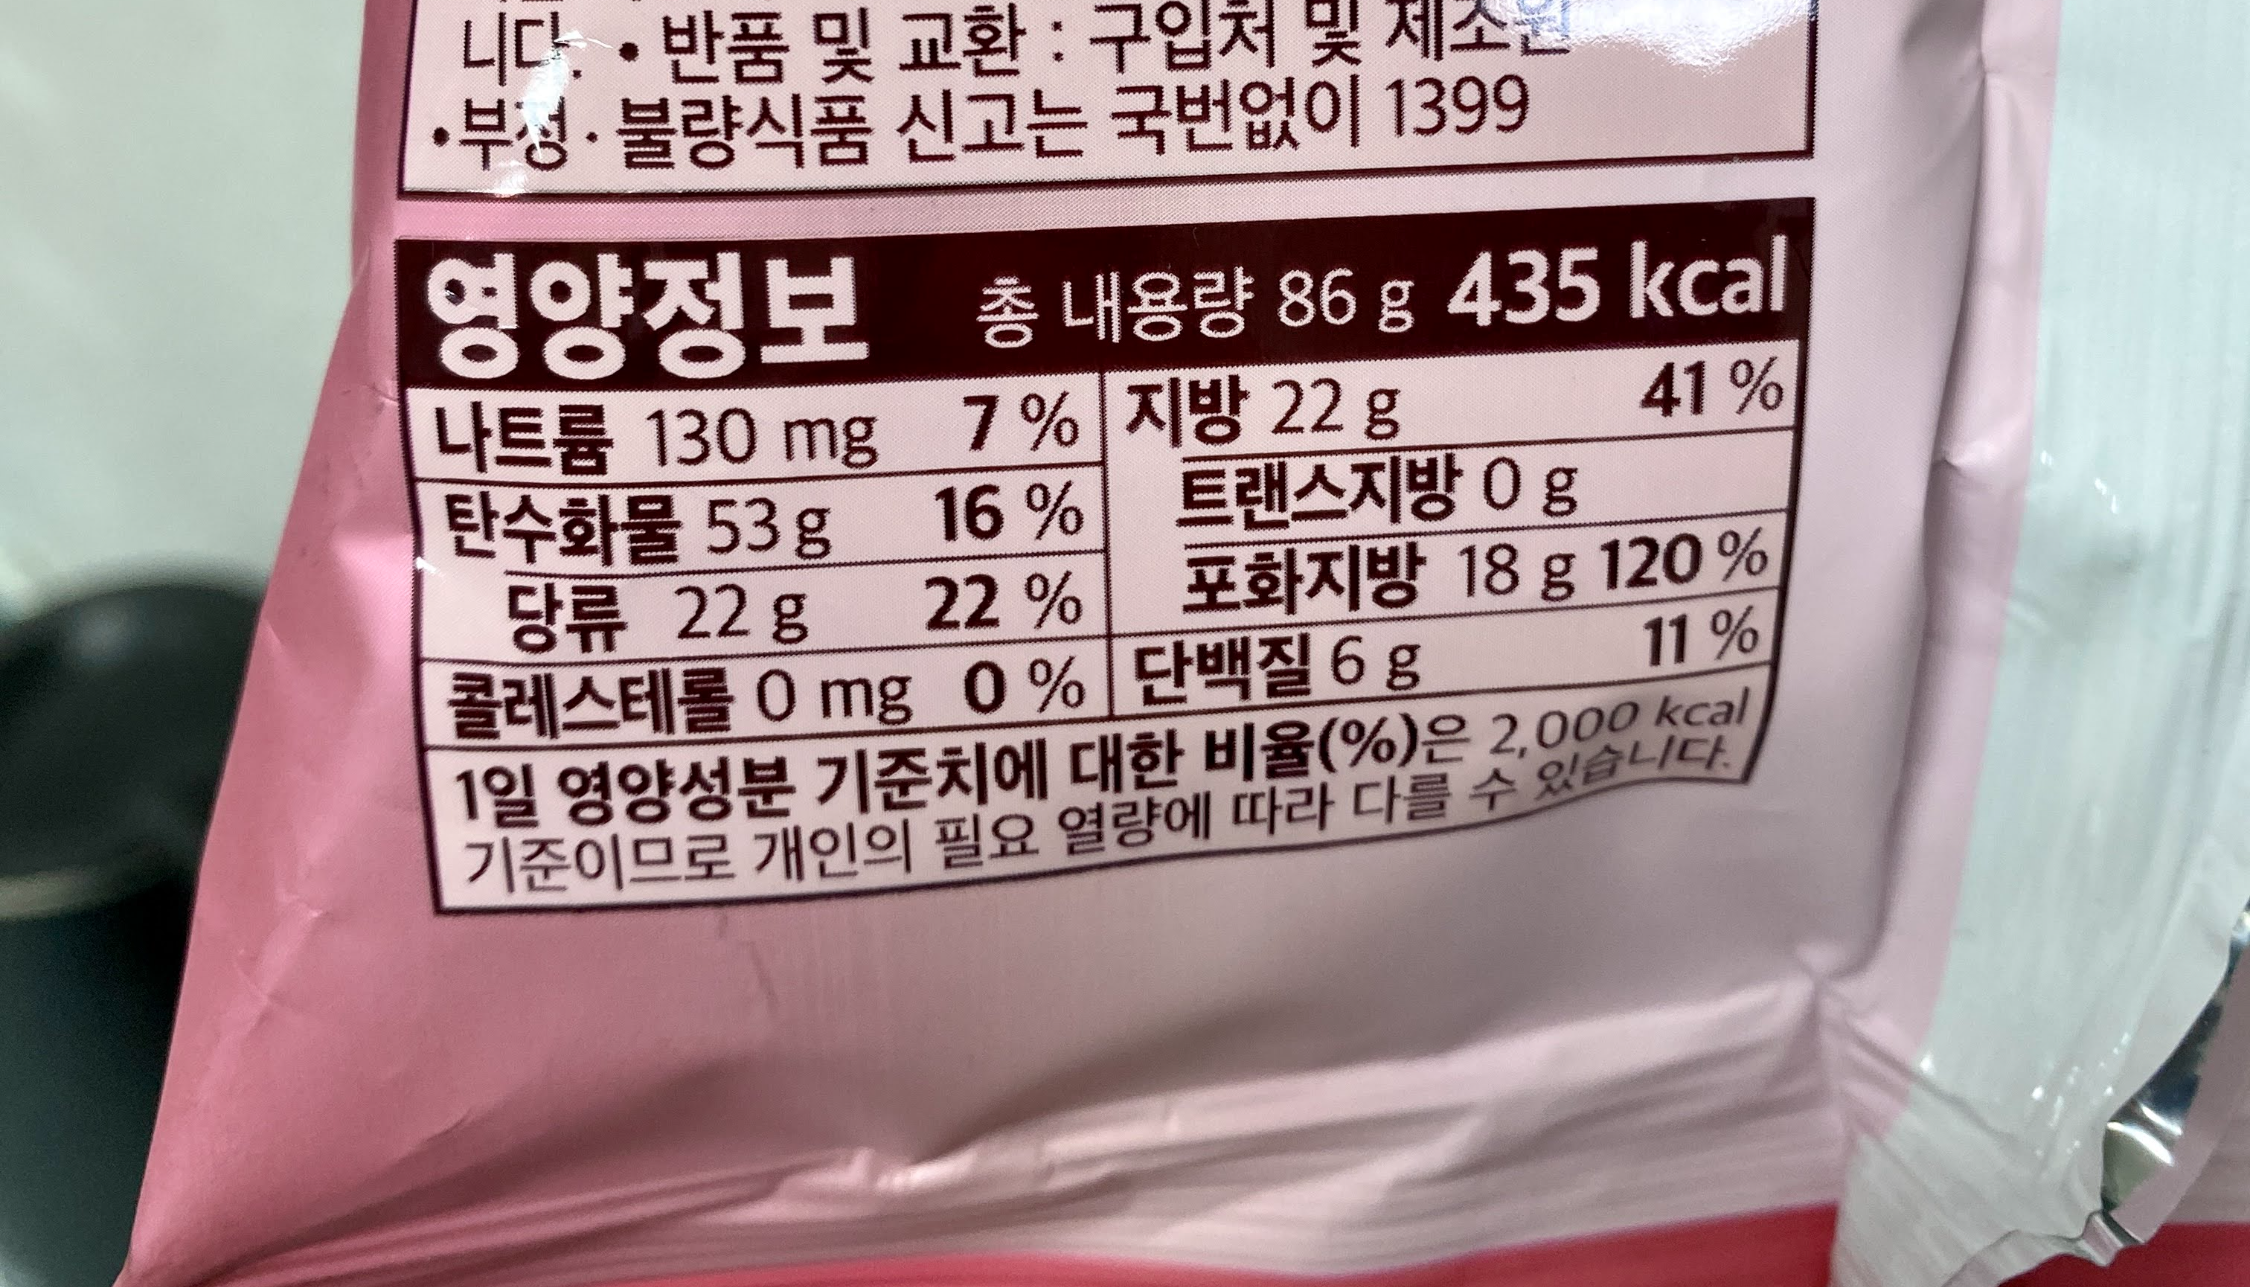 니다. • 반품 및 교환 : 구입처 및 제조원
•부정·불량식품 신고는 국번없이 1399
영양정보 총 내용량 86 g 435 kcal
나트륨 130 mg 7 %
탄수화물 53 g 16 %
당류 22 g 22 %
콜레스테롤 0 mg 0 %
지방 22 g 41 %
트랜스지방 0 g
포화지방 18 g 120 %
단백질 6 g 11 %
1일 영양성분 기준치에 대한 비율(%)은 2,000 kcal
기준이므로 개인의 필요 열량에 따라 다를 수 있습니다.